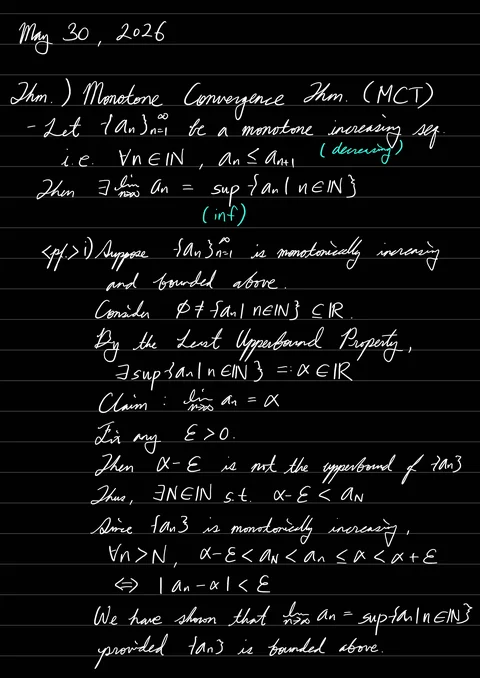 May 30, 2026
Thm.) Monotone Convergence Thm. (MCT)
- Let {an}∞n=1 be a monotone increasing seq.
(decreasing)
i.e. ∀n∈ℕ, an ≤ an+1
Then ∃ lim n→∞ an = sup{an | n∈ℕ}
(inf)
<pf.> i) Suppose {an}∞n=1 is monotonically increasing
and bounded above.
Consider ∅ ≠ {an | n∈ℕ} ⊆ ℝ.
By the Least Upperbound Property,
∃ sup{an | n∈ℕ} =: α∈ℝ
Claim : lim n→∞ an = α
Fix any ε > 0.
Then α-ε is not the upperbound of {an}
Thus, ∃N∈ℕ s.t. α-ε < aN
Since {an} is monotonically increasing,
∀n>N, α-ε < aN < an ≤ α < α+ε
⇔ |an-α| < ε
We have shown that lim n→∞ an = sup{an | n∈ℕ}
provided {an} is bounded above.